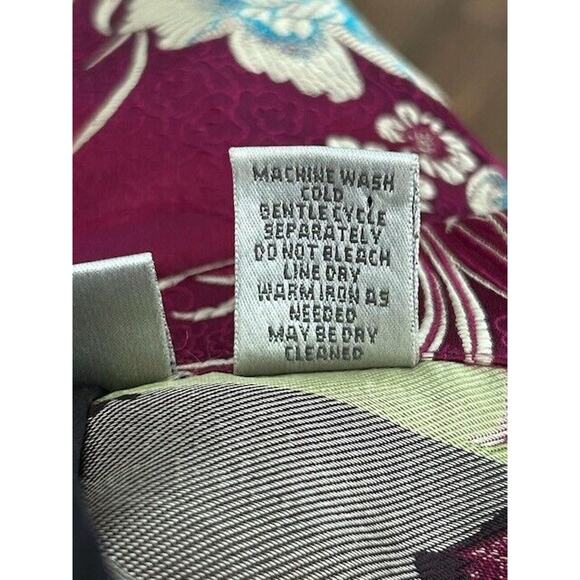 MACHINE WASH
COLD
GENTLE CYCLE
SEPARATELY
DO NOT BLEACH
LINE DRY
WARM IRON AS
NEEDED
MAY BE DRY
CLEANED